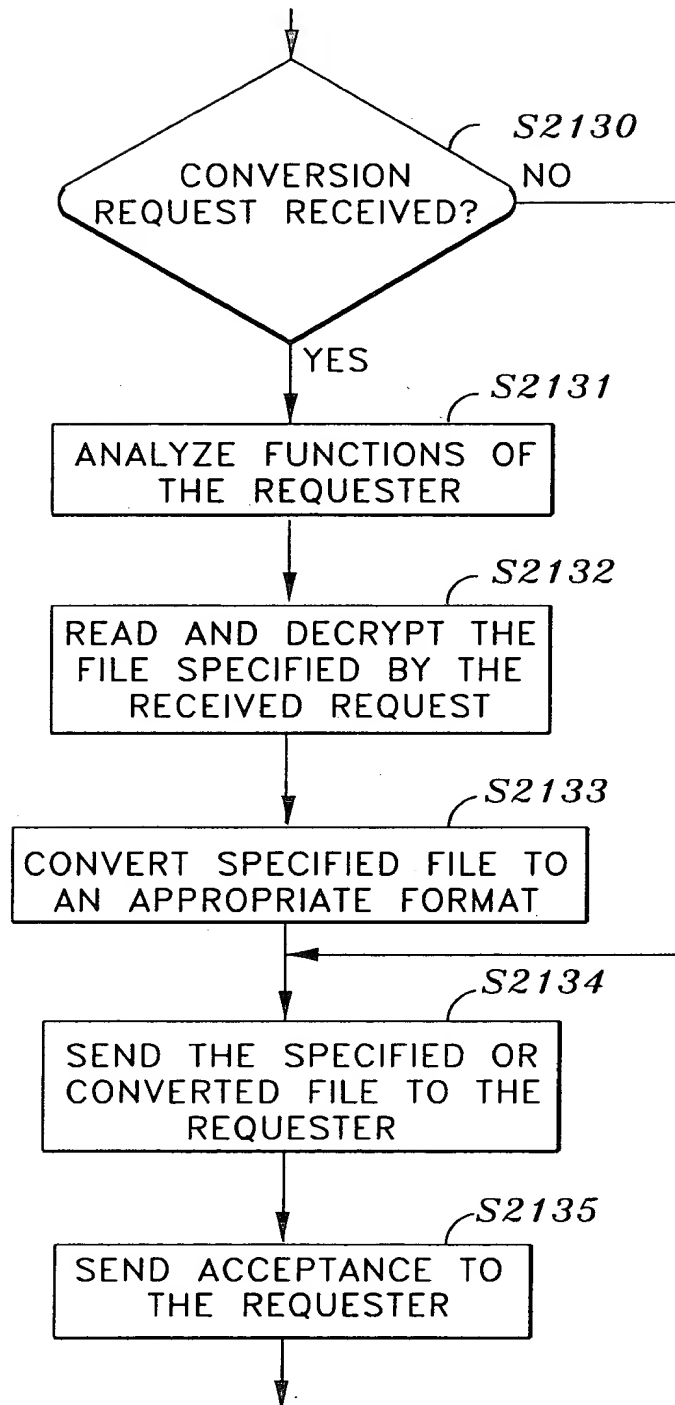 S2130
CONVERSION
REQUEST RECEIVED?
NO
YES
S2131
ANALYZE FUNCTIONS OF
THE REQUESTER
S2132
READ AND DECRYPT THE
FILE SPECIFIED BY THE
RECEIVED REQUEST
S2133
CONVERT SPECIFIED FILE TO
AN APPROPRIATE FORMAT
S2134
SEND THE SPECIFIED OR
CONVERTED FILE TO THE
REQUESTER
S2135
SEND ACCEPTANCE TO
THE REQUESTER